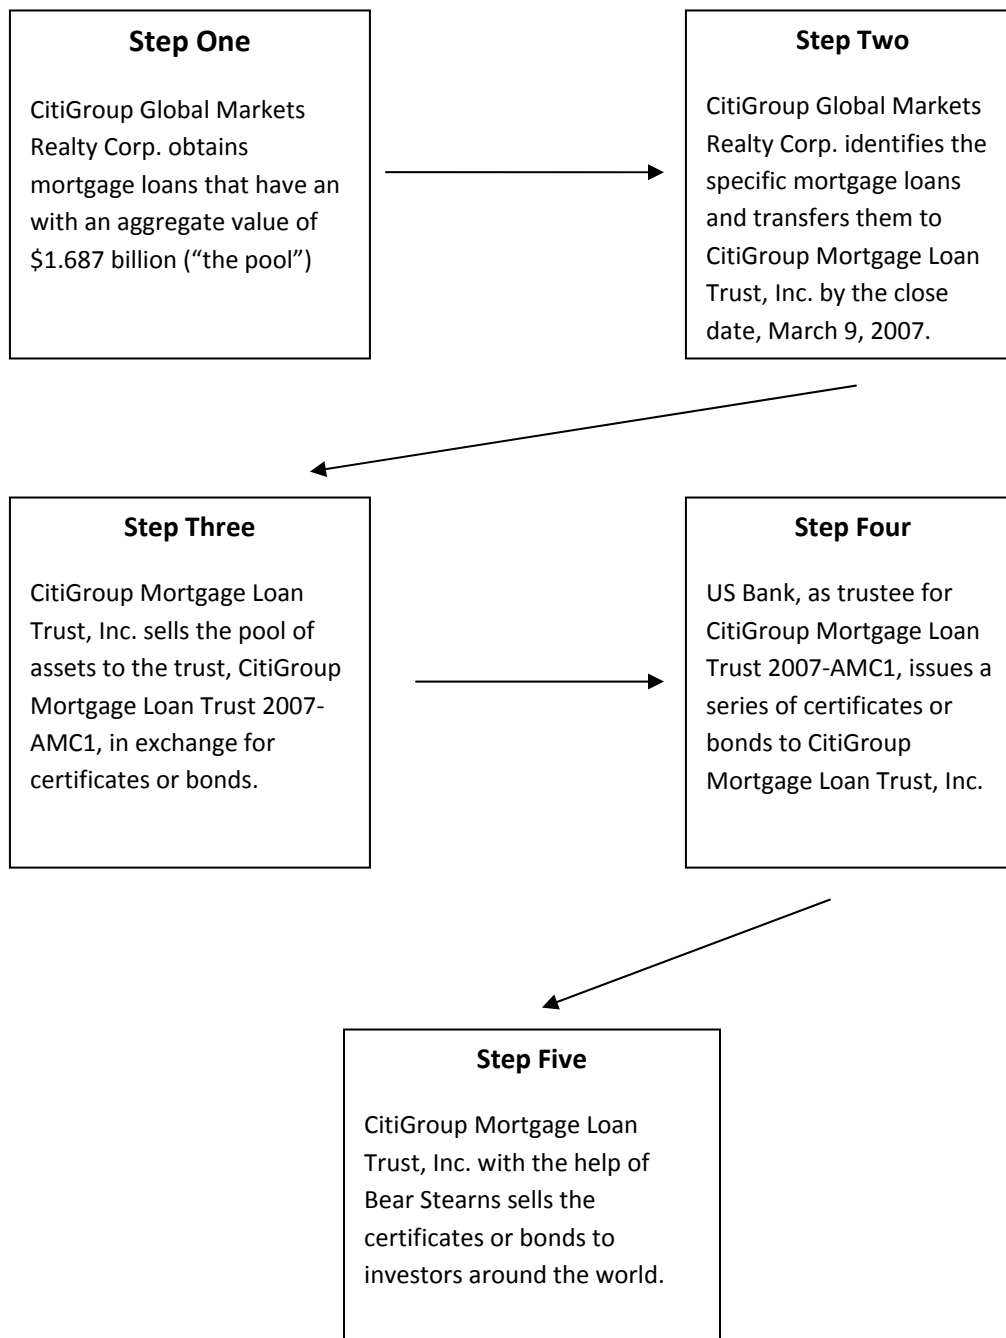 Step One
CitiGroup Global Markets
Realty Corp. obtains
mortgage loans that have an
with an aggregate value of
$1.687 billion (“the pool”)
Step Two
CitiGroup Global Markets
Realty Corp. identifies the
specific mortgage loans
and transfers them to
CitiGroup Mortgage Loan
Trust, Inc. by the close
date, March 9, 2007.
Step Three
CitiGroup Mortgage Loan
Trust, Inc. sells the pool of
assets to the trust, CitiGroup
Mortgage Loan Trust 2007-
AMC1, in exchange for
certificates or bonds.
Step Four
US Bank, as trustee for
CitiGroup Mortgage Loan
Trust 2007-AMC1, issues a
series of certificates or
bonds to CitiGroup
Mortgage Loan Trust, Inc.
Step Five
CitiGroup Mortgage Loan
Trust, Inc. with the help of
Bear Stearns sells the
certificates or bonds to
investors around the world.